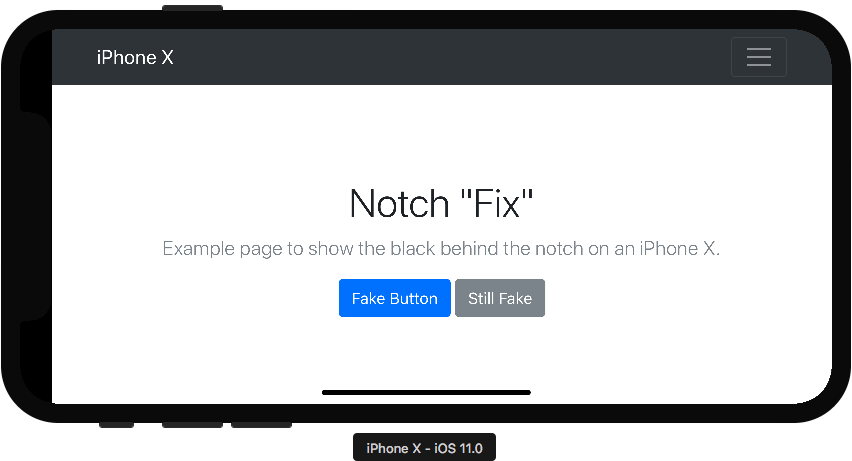 iPhone X
Notch "Fix"
Example page to show the black behind the notch on an iPhone X.
Fake Button Still Fake
iPhone X - iOS 11.0